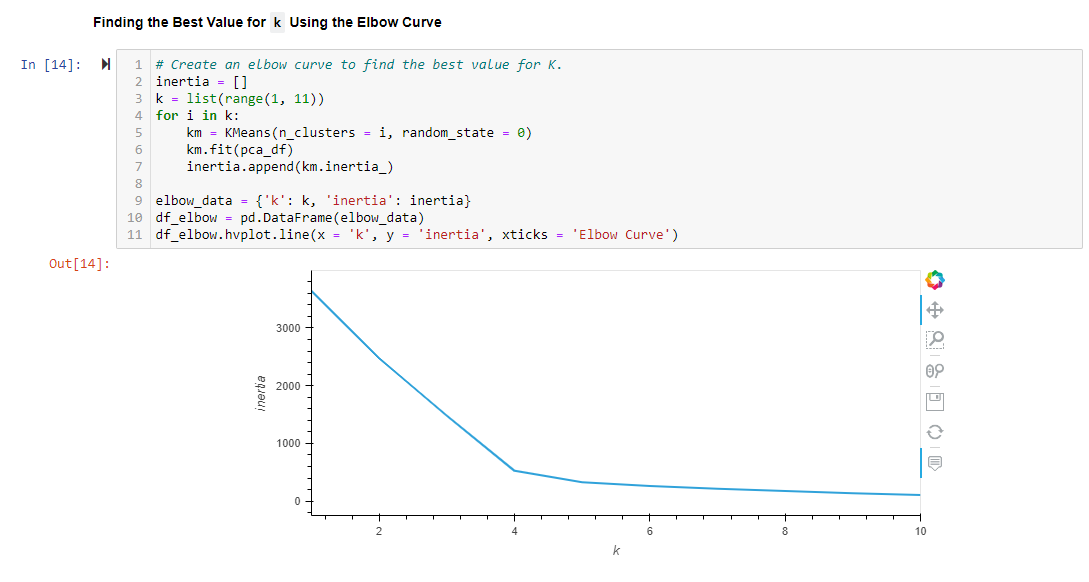 Finding the Best Value for k Using the Elbow Curve
In [14]:
1 # Create an elbow curve to find the best value for K.
2 inertia = []
3 k = list(range(1, 11))
4 for i in k:
5     km = KMeans(n_clusters = i, random_state = 0)
6     km.fit(pca_df)
7     inertia.append(km.inertia_)
8
9 elbow_data = {'k': k, 'inertia': inertia}
10 df_elbow = pd.DataFrame(elbow_data)
11 df_elbow.hvplot.line(x = 'k', y = 'inertia', xticks = 'Elbow Curve')
Out[14]:
3000
2000
1000
0
inertia
2 4 6 8 10
k